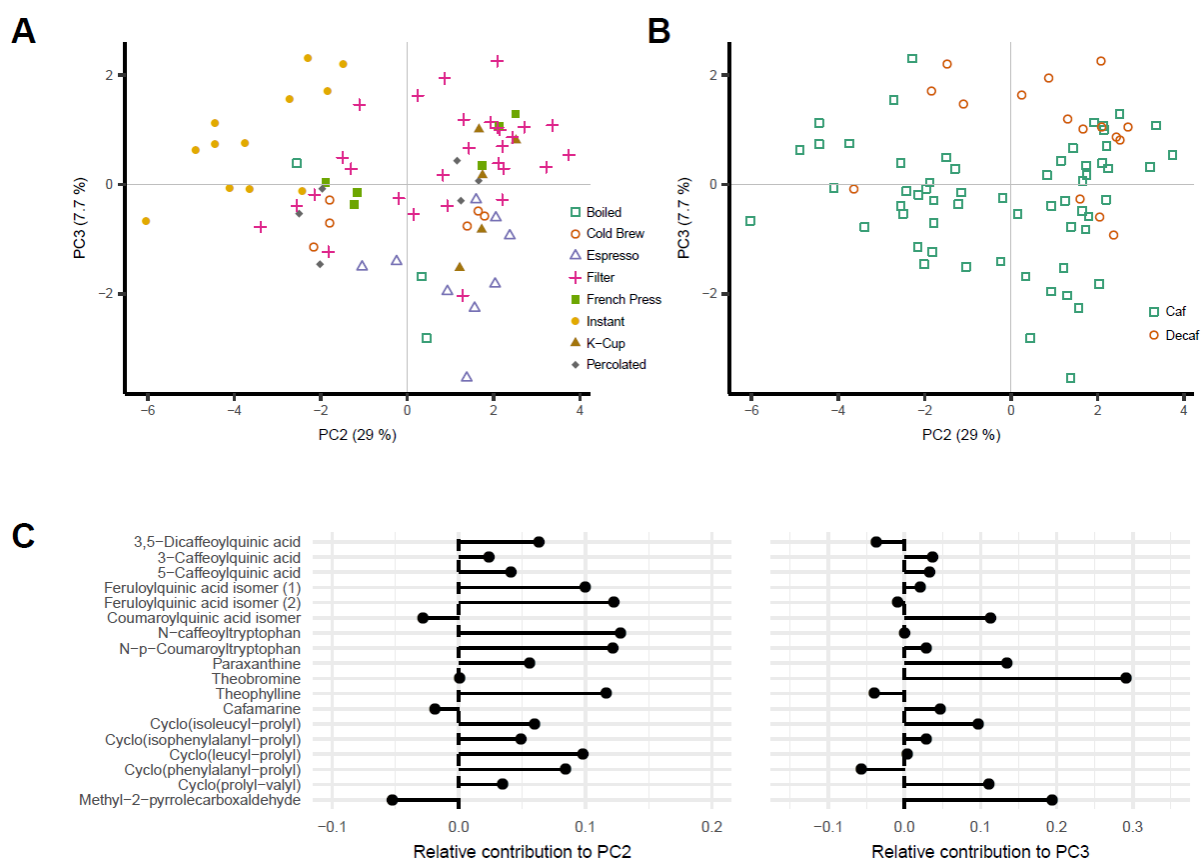 A
B
PC3 (7.7 %)
2
0
−2
−6
−4
−2
0
2
4
PC2 (29 %)
Boiled
Cold Brew
Espresso
Filter
French Press
Instant
K−Cup
Percolated
PC3 (7.7 %)
2
0
−2
−6
−4
−2
0
2
4
PC2 (29 %)
Caf
Decaf
C
3,5−Dicaffeoylquinic acid
3−Caffeoylquinic acid
5−Caffeoylquinic acid
Feruloylquinic acid isomer (1)
Feruloylquinic acid isomer (2)
Coumaroylquinic acid isomer
N−caffeoyltryptophan
N−p−Coumaroyltryptophan
Paraxanthine
Theobromine
Theophylline
Cafamarine
Cyclo(isoleucyl−prolyl)
Cyclo(isophenylalanyl−prolyl)
Cyclo(leucyl−prolyl)
Cyclo(phenylalanyl−prolyl)
Cyclo(prolyl−valyl)
Methyl−2−pyrrolecarboxaldehyde
−0.1
0.0
0.1
0.2
Relative contribution to PC2
−0.1
0.0
0.1
0.2
0.3
Relative contribution to PC3